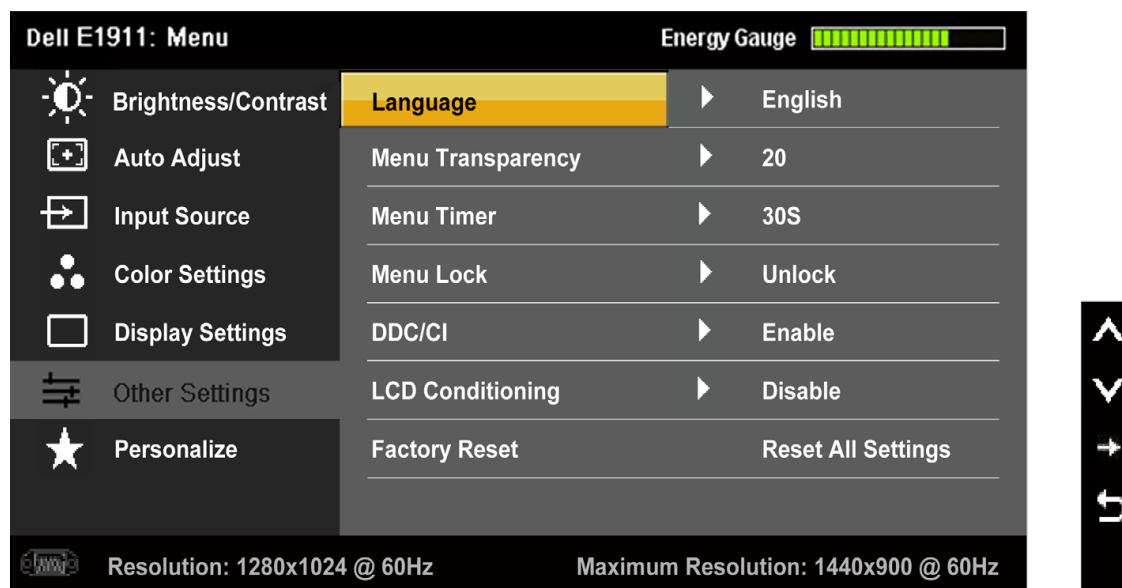 Dell E1911: Menu Energy Gauge
Brightness/Contrast Language English
Auto Adjust Menu Transparency 20
Input Source Menu Timer 30S
Color Settings Menu Lock Unlock
Display Settings DDC/CI Enable
Other Settings LCD Conditioning Disable
Personalize Factory Reset Reset All Settings
Resolution: 1280x1024 @ 60Hz Maximum Resolution: 1440x900 @ 60Hz